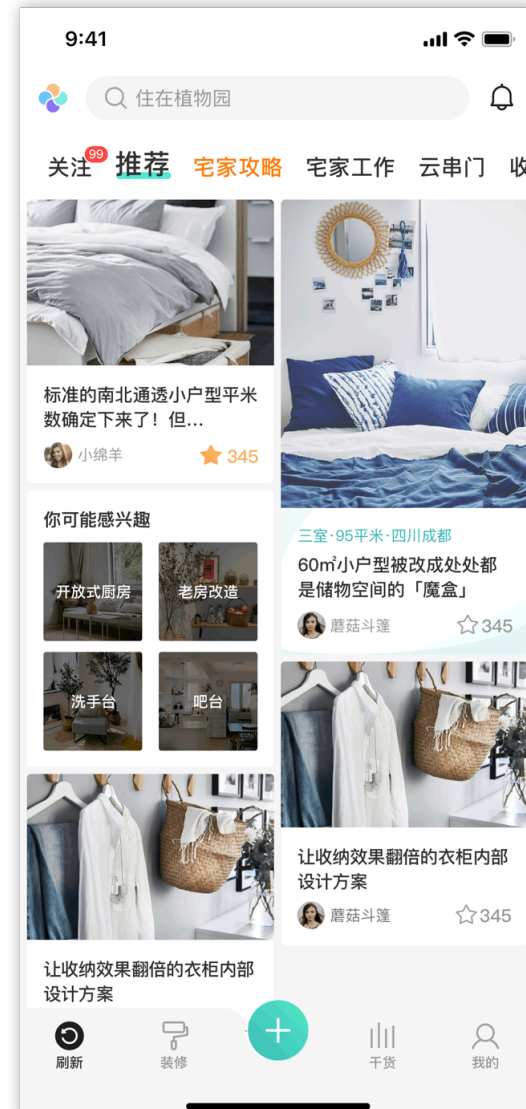 9:41
住在植物园
关注
99
推荐
宅家攻略
宅家工作
云串门
标准的南北通透小户型平米
数确定下来了！但...
小绵羊
345
你可能感兴趣
开放式厨房
老房改造
洗手台
吧台
让收纳效果翻倍的衣柜内部
设计方案
三室·95平米·四川成都
60㎡小户型被改成处处都
是储物空间的「魔盒」
蘑菇斗篷
345
让收纳效果翻倍的衣柜内部
设计方案
蘑菇斗篷
345
刷新
装修
干货
我的